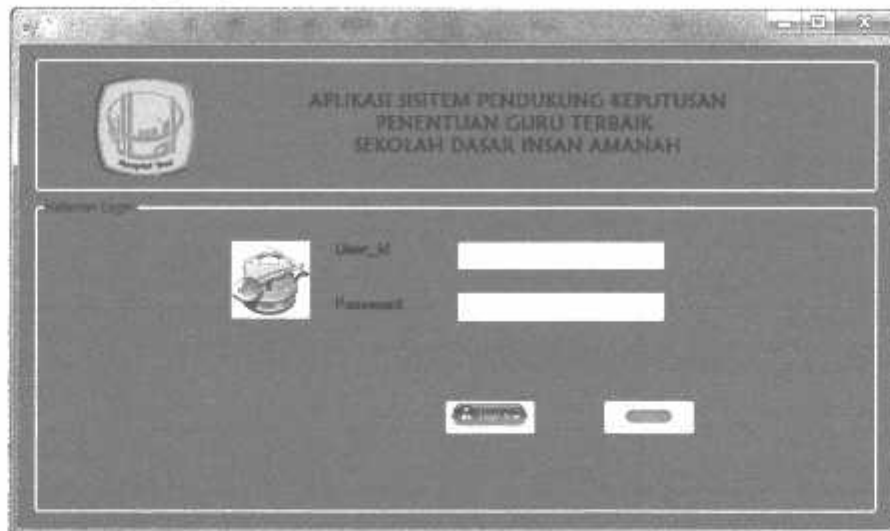 APLIKASI SISITEM PENDUKUNG KEPUTUSAN
PENENTUAN GURU TERBAIK
SEKOLAH DASAR INSAN AMANAH
Halaman Login
User_Id
Password